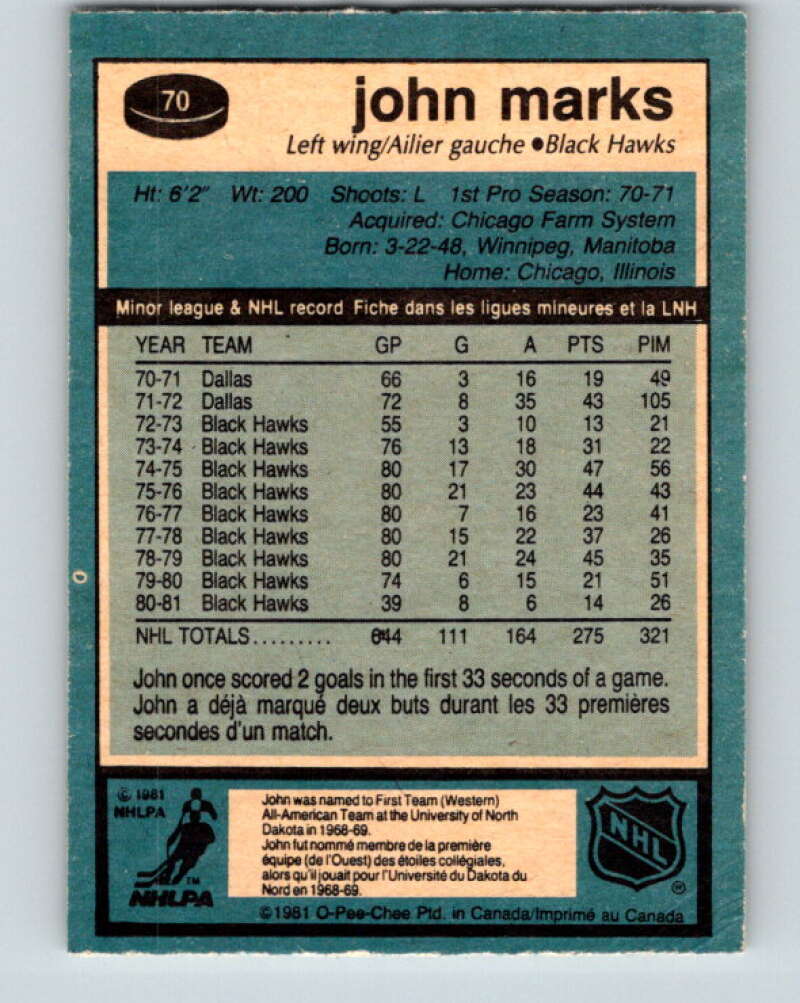 70
john marks
Left wing/Ailier gauche ●Black Hawks
Ht: 6'2" Wt: 200 Shoots: L 1st Pro Season: 70-71
Acquired: Chicago Farm System
Born: 3-22-48, Winnipeg, Manitoba
Home: Chicago, Illinois
Minor league & NHL record Fiche dans les ligues mineures et la LNH
YEAR TEAM GP G A PTS PIM
70-71 Dallas 66 3 16 19 49
71-72 Dallas 72 8 35 43 105
72-73 Black Hawks 55 3 10 13 21
73-74 Black Hawks 76 13 18 31 22
74-75 Black Hawks 80 17 30 47 56
75-76 Black Hawks 80 21 23 44 43
76-77 Black Hawks 80 7 16 23 41
77-78 Black Hawks 80 15 22 37 26
78-79 Black Hawks 80 21 24 45 35
79-80 Black Hawks 74 6 15 21 51
80-81 Black Hawks 39 8 6 14 26
NHL TOTALS......... 644 111 164 275 321
John once scored 2 goals in the first 33 seconds of a game.
John a déjà marqué deux buts durant les 33 premières
secondes d'un match.
© 1981
NHLPA
TM
NHLPA
John was named to First Team (Western)
All-American Team at the University of North
Dakota in 1968-69.
John fut nommé membre de la première
équipe (de l'Ouest) des étoiles collégiales,
alors qu'il jouait pour l'Université du Dakota du
Nord en 1968-69.
NHL
©1981 O-Pee-Chee Ptd. in Canada/Imprimé au Canada